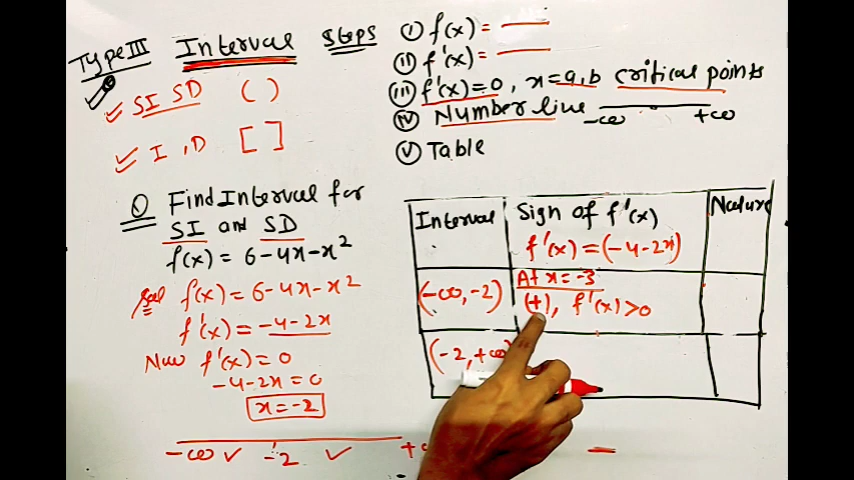 Type III Interval Steps
✓ SI SD ( )
✓ I , D [ ]
(I) f(x) =
(II) f'(x) =
(III) f'(x)=0, x=a,b critical points
(IV) Number line -∞ +∞
(V) Table
Q Find Interval for
SI and SD
f(x) = 6-4x-x²
Sol f(x) = 6-4x-x²
f'(x) = -4-2x
Now f'(x) = 0
-4-2x = 0
x = -2
-∞ ✓ -2 ✓
Interval Sign of f'(x) Nature
f'(x) = (-4-2x)
(-∞, -2) At x = -3
(+), f'(x) > 0
(-2, +∞)